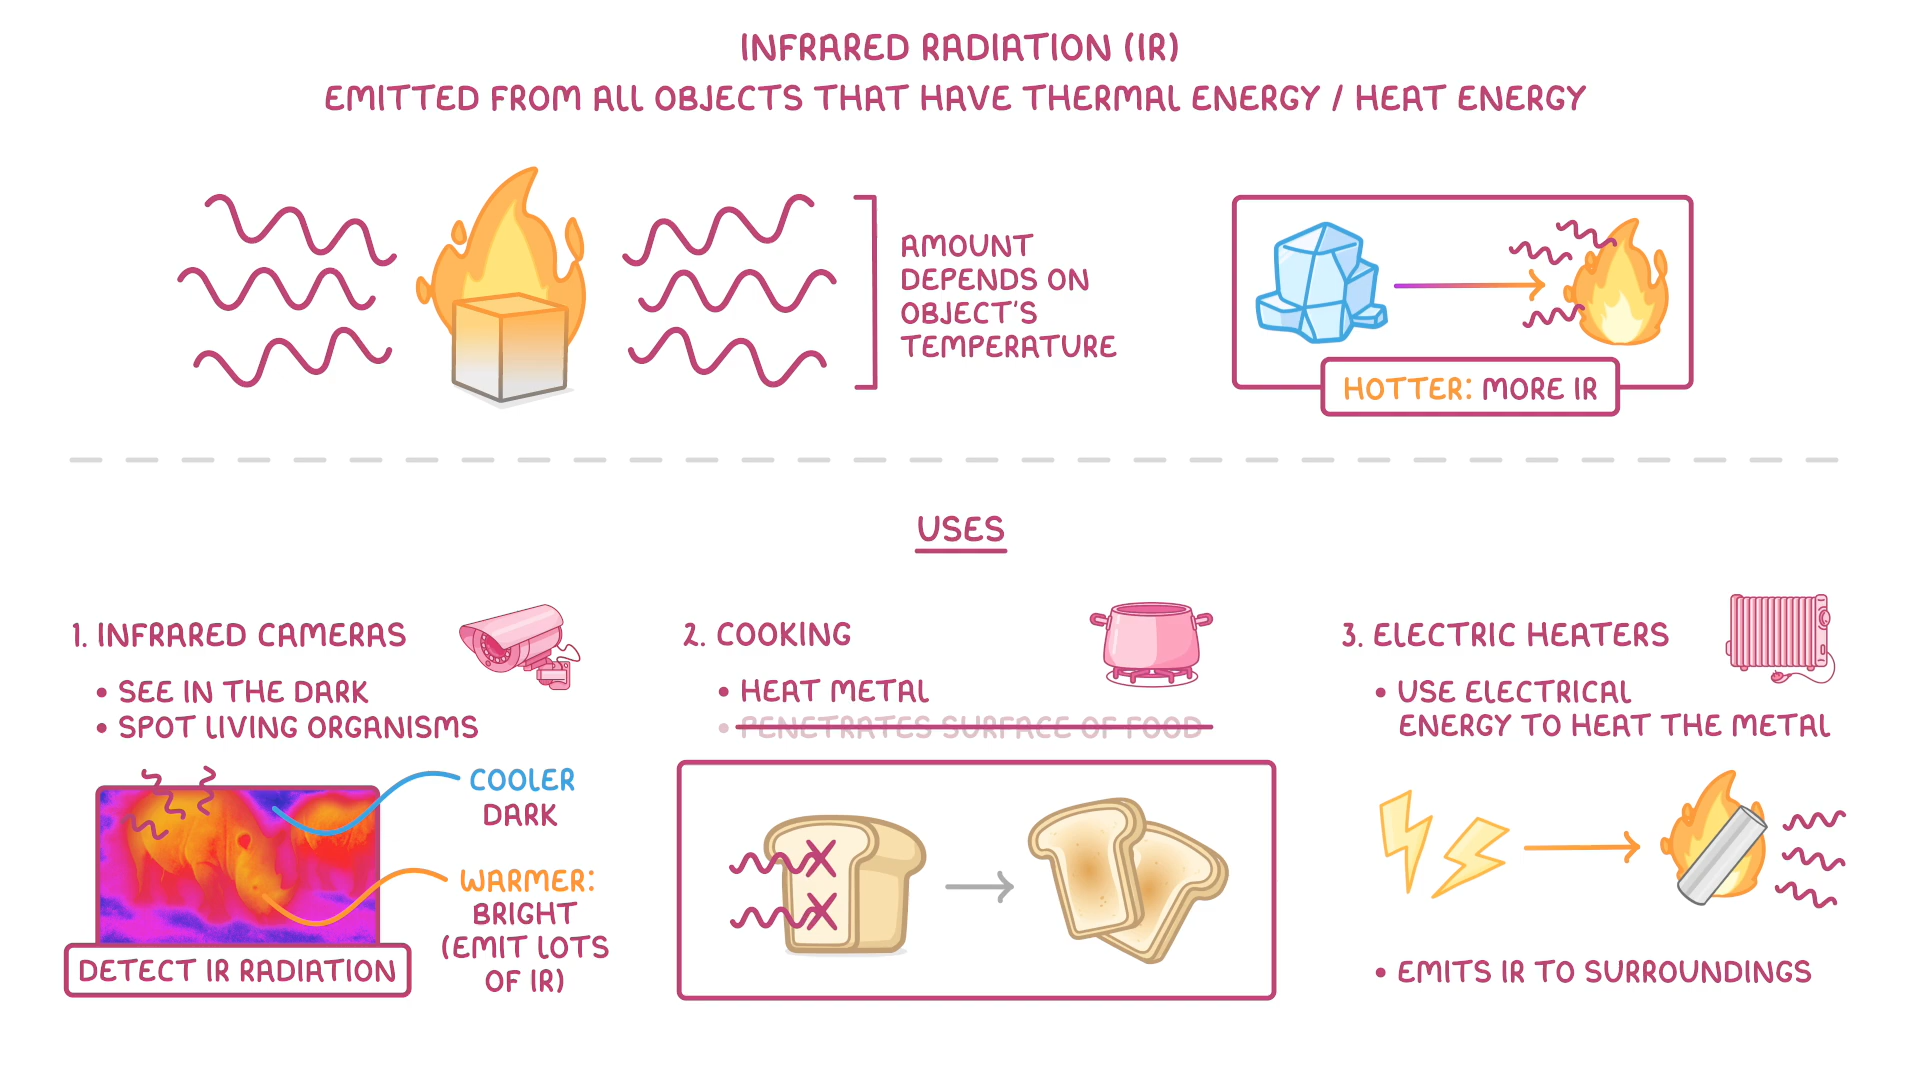 INFRARED RADIATION (IR)
EMITTED FROM ALL OBJECTS THAT HAVE THERMAL ENERGY / HEAT ENERGY
AMOUNT
DEPENDS ON
OBJECT'S
TEMPERATURE
HOTTER: MORE IR
USES
1. INFRARED CAMERAS
• SEE IN THE DARK
• SPOT LIVING ORGANISMS
COOLER
DARK
WARMER:
BRIGHT
(EMIT LOTS
OF IR)
DETECT IR RADIATION
2. COOKING
• HEAT METAL
• PENETRATES SURFACE OF FOOD
3. ELECTRIC HEATERS
• USE ELECTRICAL
ENERGY TO HEAT THE METAL
• EMITS IR TO SURROUNDINGS